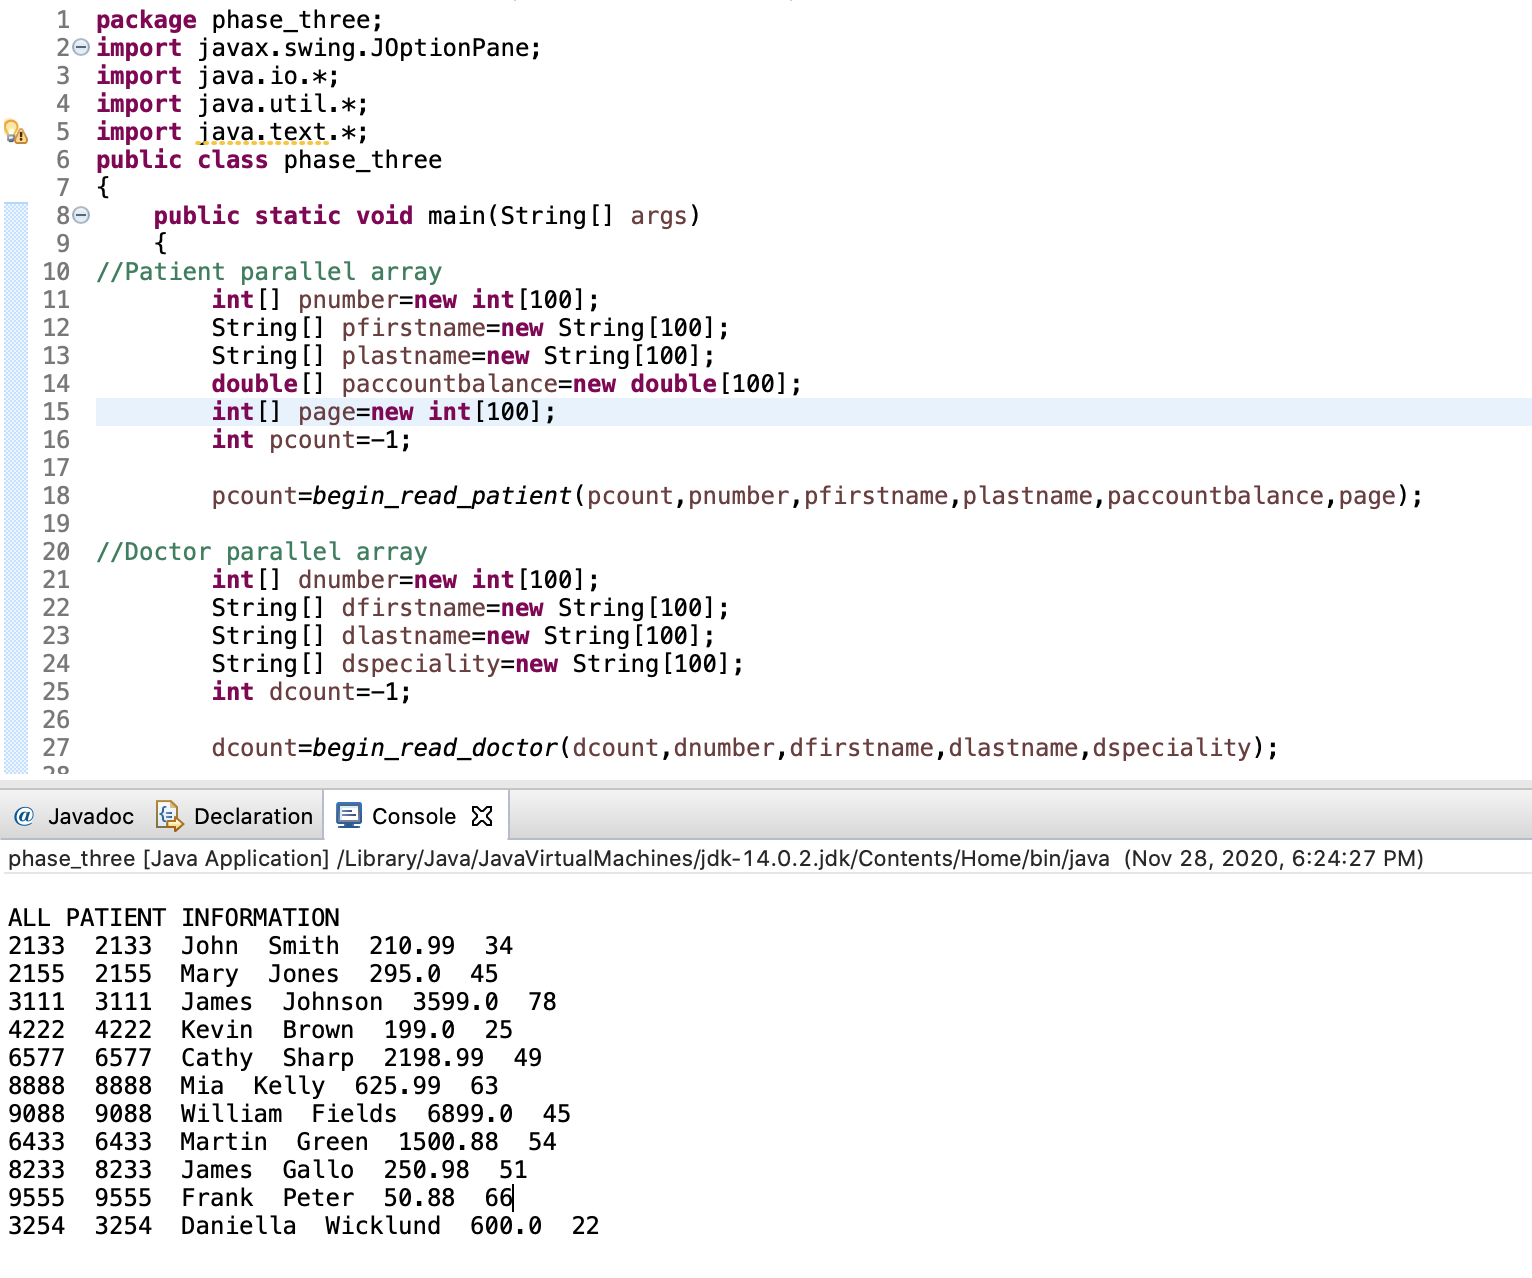 1 package phase_three;
2 import javax.swing.JOptionPane;
3 import java.io.*;
4 import java.util.*;
5 import java.text.*;
6 public class phase_three
7 {
8     public static void main(String[] args)
9     {
10 //Patient parallel array
11         int[] pnumber=new int[100];
12         String[] pfirstname=new String[100];
13         String[] plastname=new String[100];
14         double[] paccountbalance=new double[100];
15         int[] page=new int[100];
16         int pcount=-1;
17
18         pcount=begin_read_patient(pcount,pnumber,pfirstname,plastname,paccountbalance,page);
19
20 //Doctor parallel array
21         int[] dnumber=new int[100];
22         String[] dfirstname=new String[100];
23         String[] dlastname=new String[100];
24         String[] dspeciality=new String[100];
25         int dcount=-1;
26
27         dcount=begin_read_doctor(dcount,dnumber,dfirstname,dlastname,dspeciality);
28
@ Javadoc Declaration Console
phase_three [Java Application] /Library/Java/JavaVirtualMachines/jdk-14.0.2.jdk/Contents/Home/bin/java (Nov 28, 2020, 6:24:27 PM)
ALL PATIENT INFORMATION
2133  2133  John  Smith  210.99  34
2155  2155  Mary  Jones  295.0  45
3111  3111  James  Johnson  3599.0  78
4222  4222  Kevin  Brown  199.0  25
6577  6577  Cathy  Sharp  2198.99  49
8888  8888  Mia  Kelly  625.99  63
9088  9088  William  Fields  6899.0  45
6433  6433  Martin  Green  1500.88  54
8233  8233  James  Gallo  250.98  51
9555  9555  Frank  Peter  50.88  66
3254  3254  Daniella  Wicklund  600.0  22